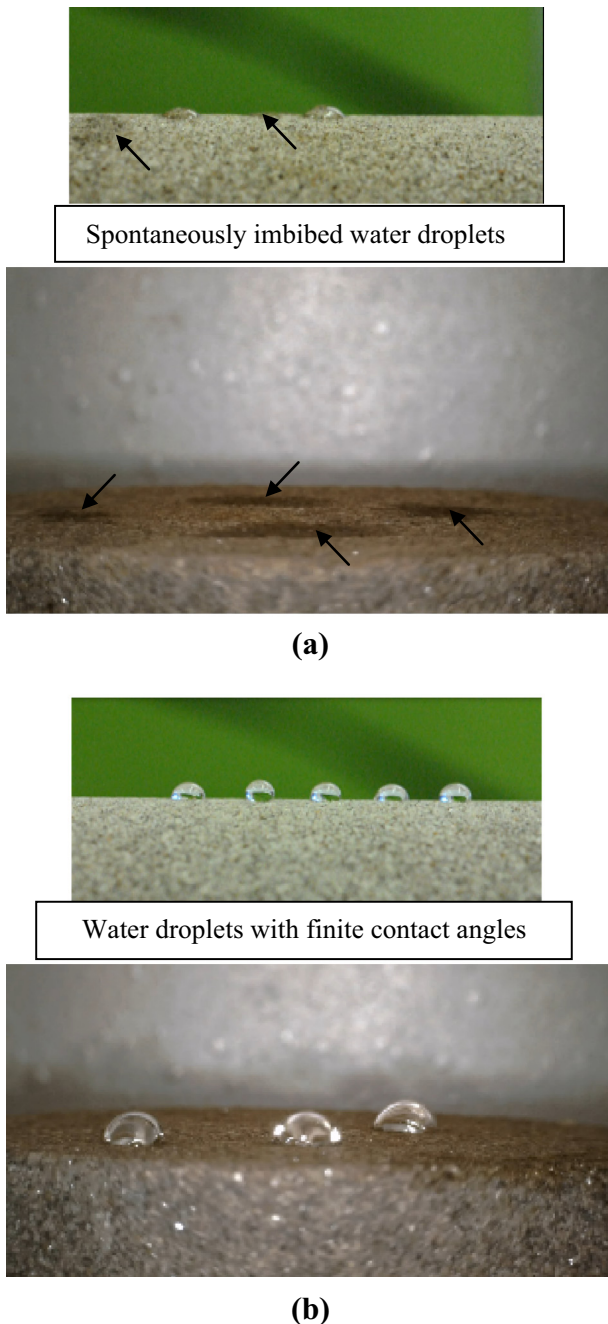 Spontaneously imbibed water droplets
(a)
Water droplets with finite contact angles
(b)